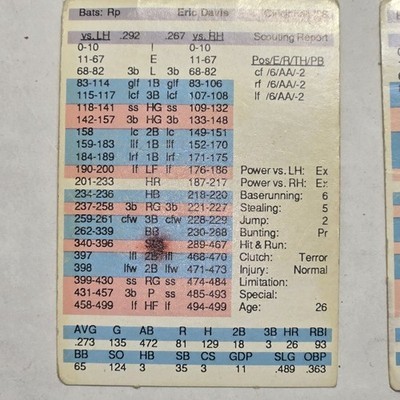 Bats: Rp Eric Davis
vs. LH .292 .267 vs. RH Scouting Report
0-10 I 0-10
11-67 E 11-67 Pos/E/R/TH/PB
68-82 3b L 3b 68-82 cf /6/AA/-2
83-114 glf 1B glf 83-106 rf /6/AA/-2
115-117 lcf 3B lcf 107-108 lf /6/AA/-2
118-141 ss HG ss 109-132
142-157 3b HG 3b 133-148
158 lc 2B lc 149-151
159-183 llf 1B llf 152-170
184-189 lrf 1B lrf 171-175
190-200 lf LF lf 176-186 Power vs. LH: Ex
201-233 HR 187-217 Power vs. RH: Ex
234-236 HB 218-220 Baserunning: 6
237-258 3b RG 3b 221-227 Stealing: 5
259-261 cfw 3B cfw 228-229 Jump: 2
262-339 BB 230-268 Bunting: Pr
340-396 289-467 Hit & Run:
397 lfl 2B lfl 468-470 Clutch: Terror
398 lfw 2B lfw 471-473 Injury: Normal
399-430 ss RG ss 474-484 Limitation:
431-457 3b P ss 485-493 Special:
458-499 lf HF lf 494-499 Age: 26
AVG G AB R H 2B 3B HR RBI
.273 135 472 81 129 18 3 26 93
BB SO HB SB CS GDP SLG OBP
65 .124 3 35 3 11 .489 .363